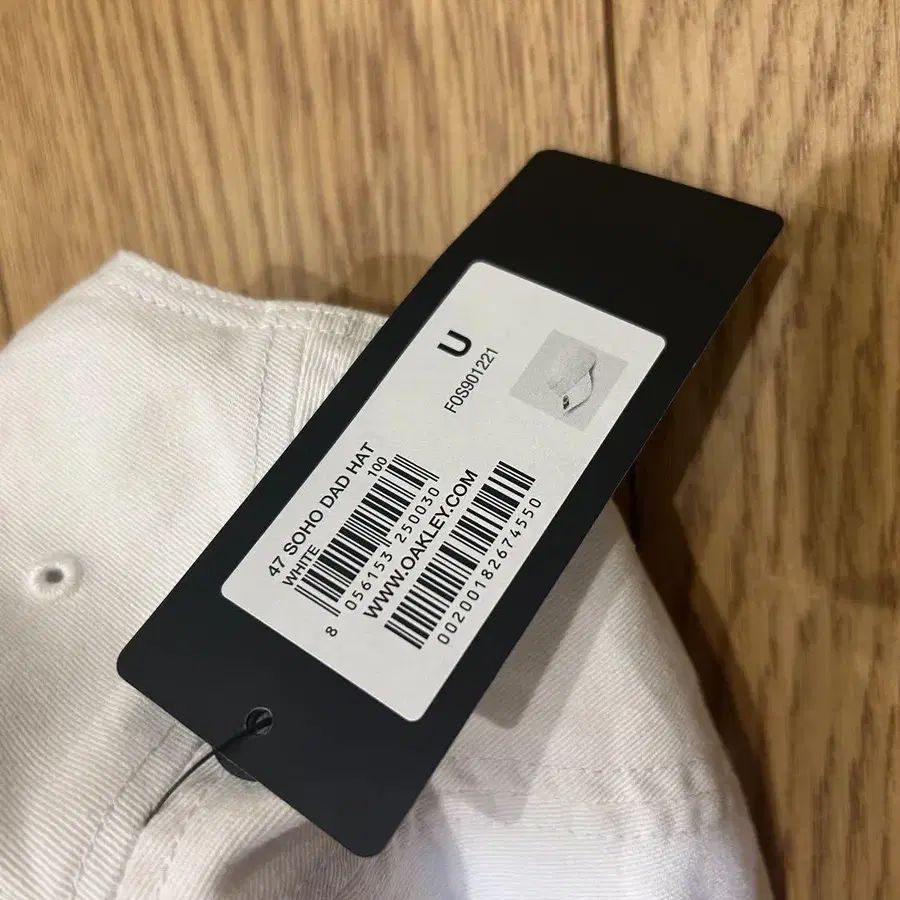 U
FOS901221
47 SOHO DAD HAT
WHITE 100
8 056153 250030
WWW.OAKLEY.COM
00200182674550